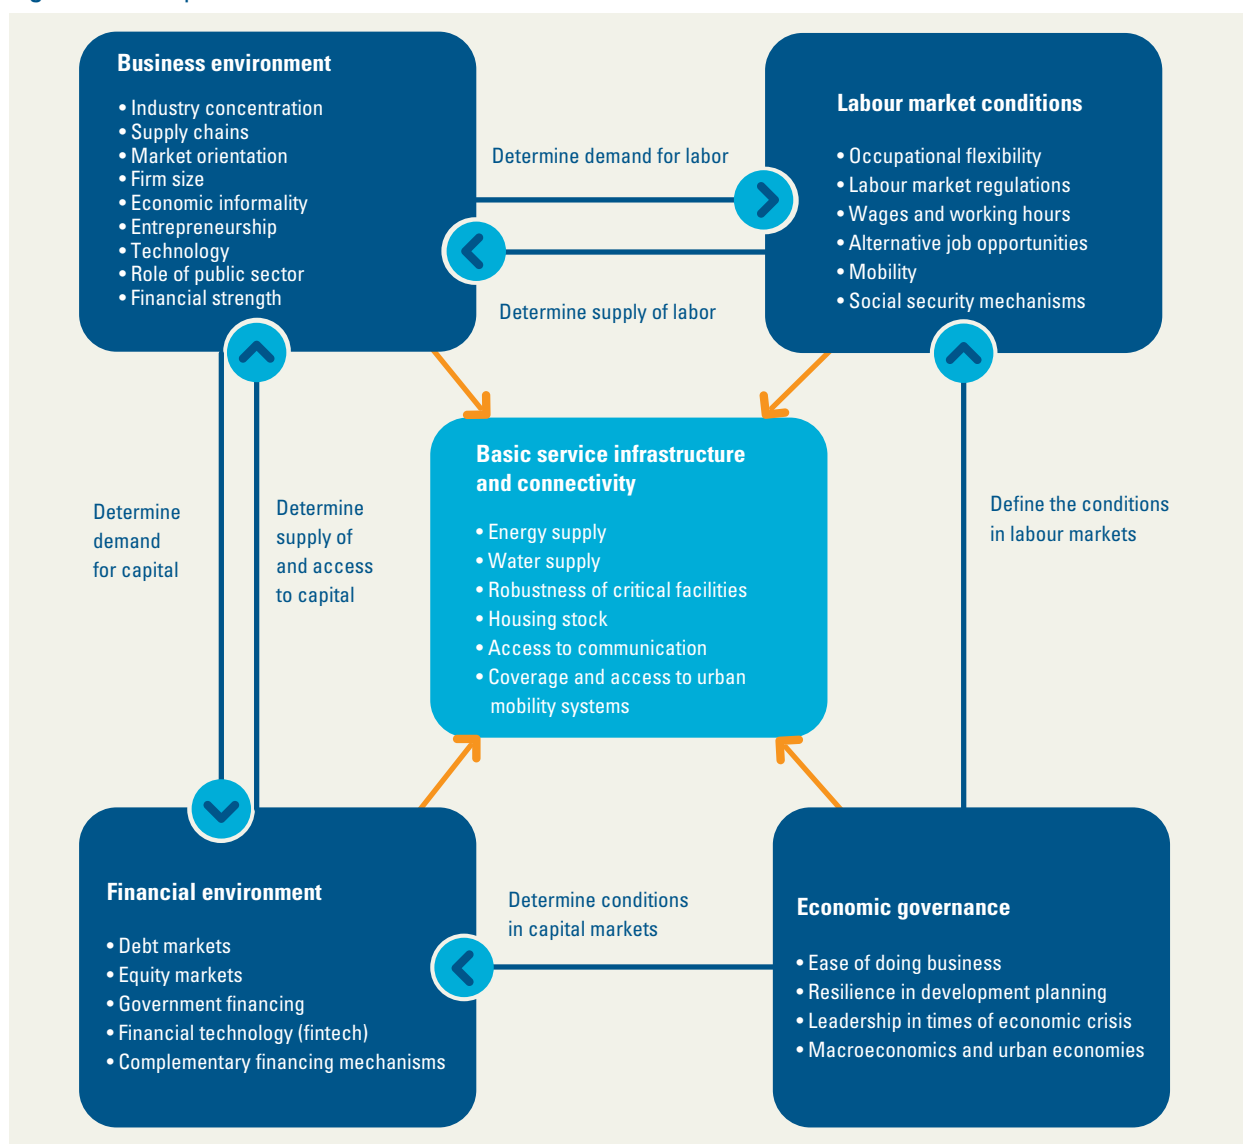 Business environment
• Industry concentration
• Supply chains
• Market orientation
• Firm size
• Economic informality
• Entrepreneurship
• Technology
• Role of public sector
• Financial strength
Determine demand for labor
Determine supply of labor
Labour market conditions
• Occupational flexibility
• Labour market regulations
• Wages and working hours
• Alternative job opportunities
• Mobility
• Social security mechanisms
Determine
demand
for capital
Determine
supply of
and access
to capital
Basic service infrastructure
and connectivity
• Energy supply
• Water supply
• Robustness of critical facilities
• Housing stock
• Access to communication
• Coverage and access to urban
mobility systems
Define the conditions
in labour markets
Financial environment
• Debt markets
• Equity markets
• Government financing
• Financial technology (fintech)
• Complementary financing mechanisms
Determine conditions
in capital markets
Economic governance
• Ease of doing business
• Resilience in development planning
• Leadership in times of economic crisis
• Macroeconomics and urban economies